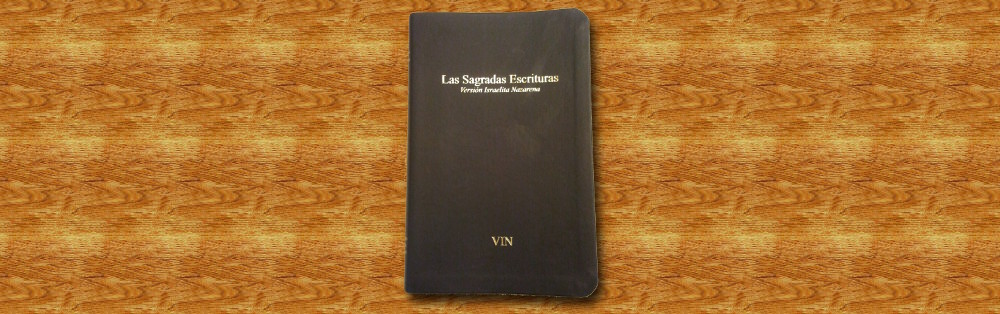 Las Sagradas Escrituras
Versión Israelita Nazarena
VIN